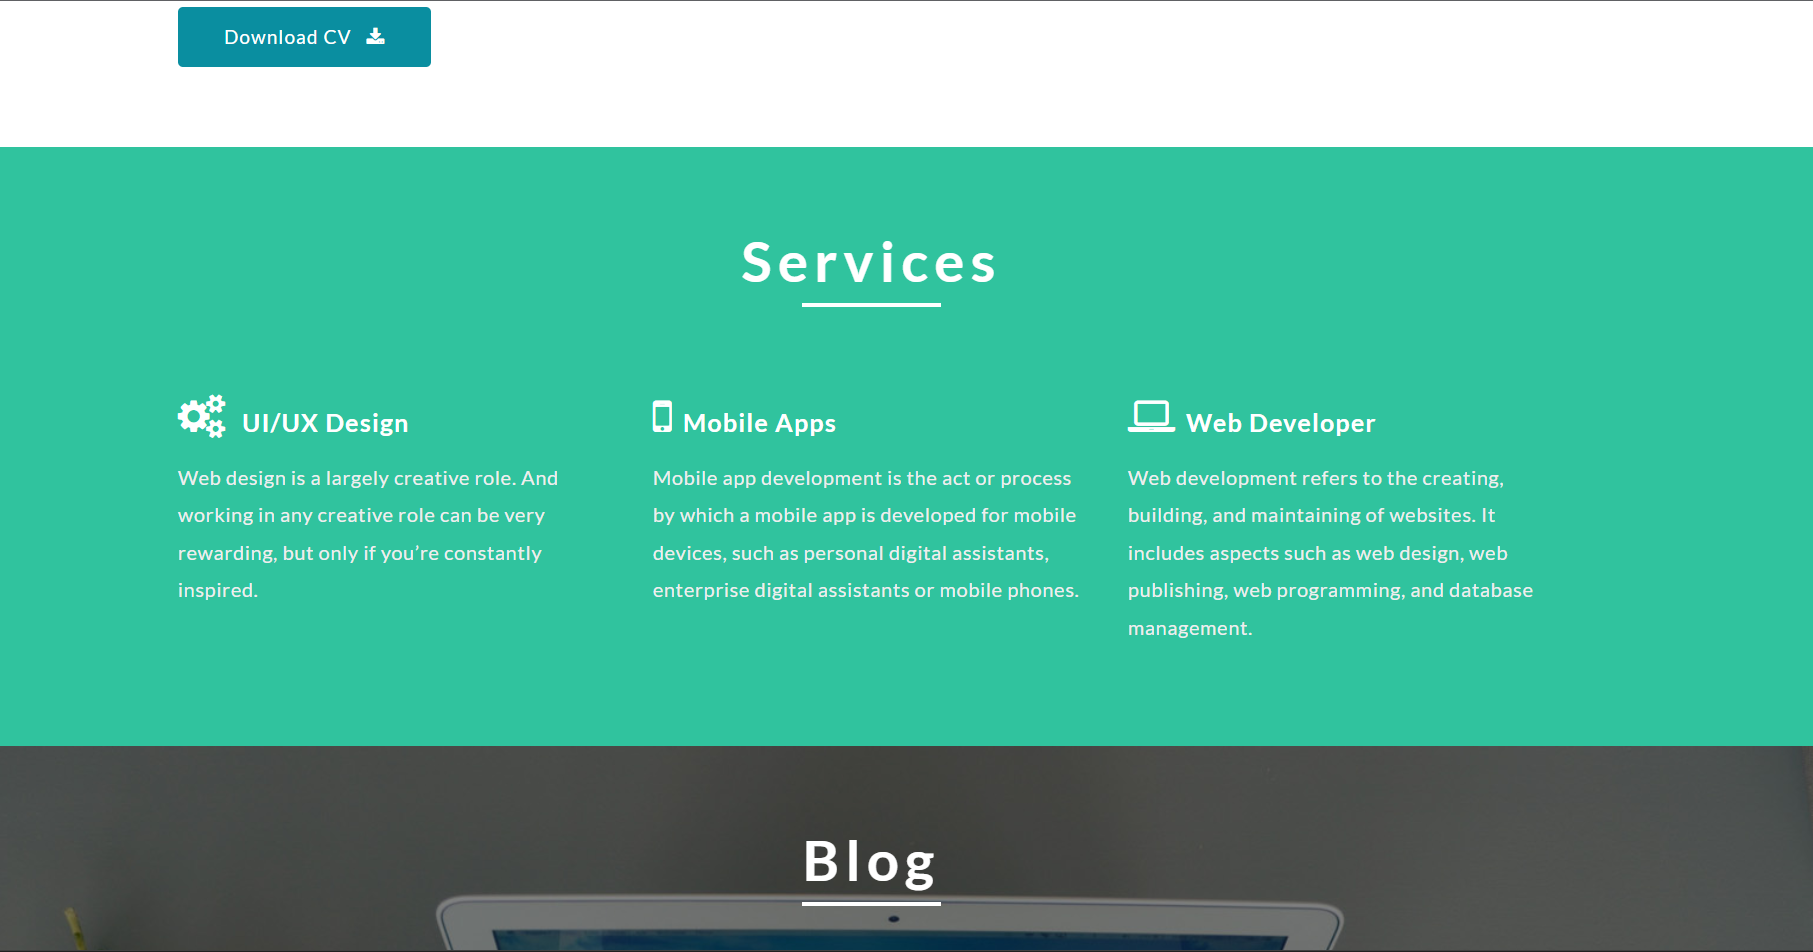 Download CV
Services
UI/UX Design
Web design is a largely creative role. And
working in any creative role can be very
rewarding, but only if you’re constantly
inspired.
Mobile Apps
Mobile app development is the act or process
by which a mobile app is developed for mobile
devices, such as personal digital assistants,
enterprise digital assistants or mobile phones.
Web Developer
Web development refers to the creating,
building, and maintaining of websites. It
includes aspects such as web design, web
publishing, web programming, and database
management.
Blog